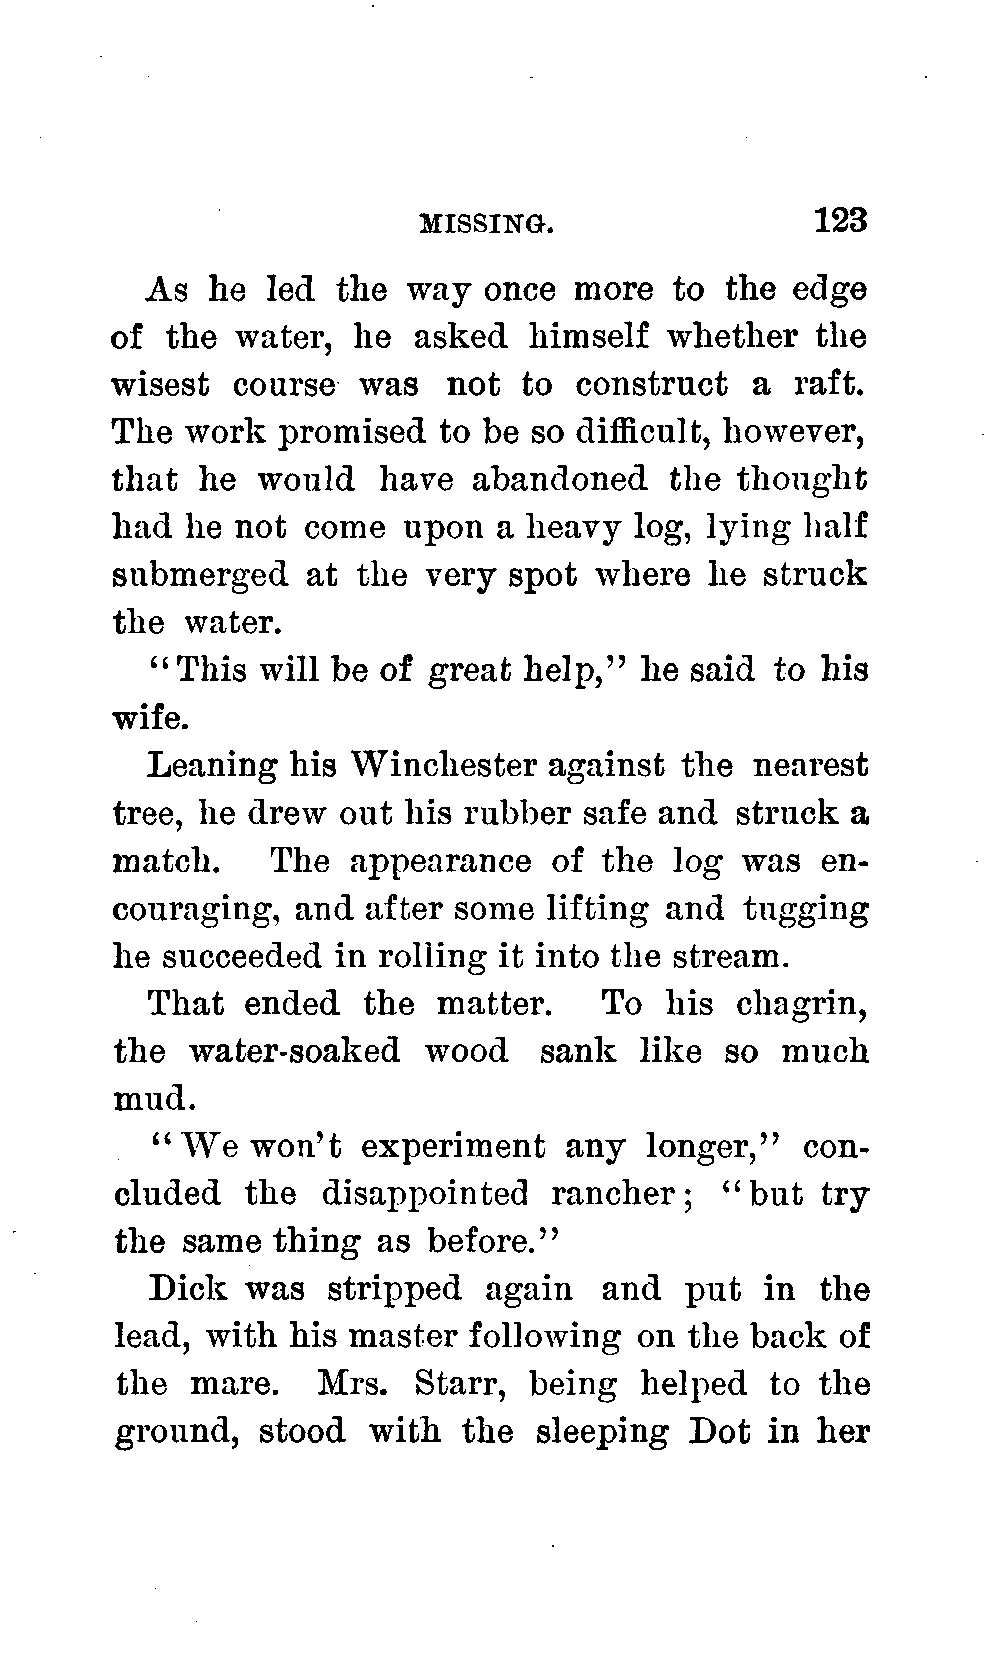 MISSING. 123
As he led the way once more to the edge
of the water, he asked himself whether the
wisest course was not to construct a raft.
The work promised to be so difficult, however,
that he would have abandoned the thought
had he not come upon a heavy log, lying half
submerged at the very spot where he struck
the water.
“This will be of great help,” he said to his
wife.
Leaning his Winchester against the nearest
tree, he drew out his rubber safe and struck a
match. The appearance of the log was en-
couraging, and after some lifting and tugging
he succeeded in rolling it into the stream.
That ended the matter. To his chagrin,
the water-soaked wood sank like so much
mud.
“We won’t experiment any longer,” con-
cluded the disappointed rancher; “but try
the same thing as before.”
Dick was stripped again and put in the
lead, with his master following on the back of
the mare. Mrs. Starr, being helped to the
ground, stood with the sleeping Dot in her